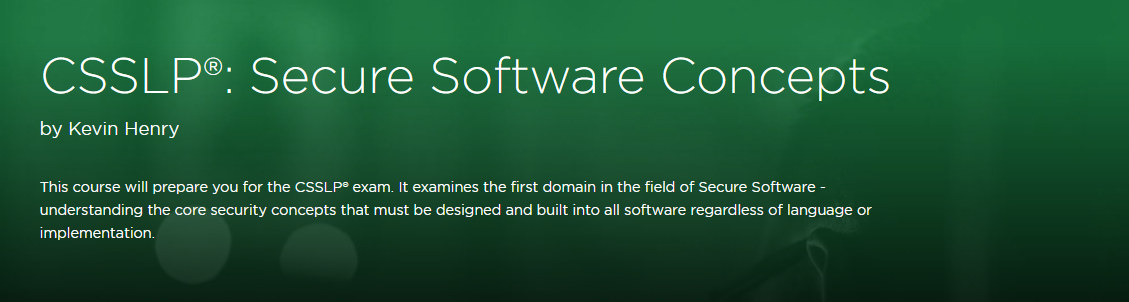 CSSLP®: Secure Software Concepts
by Kevin Henry
This course will prepare you for the CSSLP® exam. It examines the first domain in the field of Secure Software -
understanding the core security concepts that must be designed and built into all software regardless of language or
implementation.